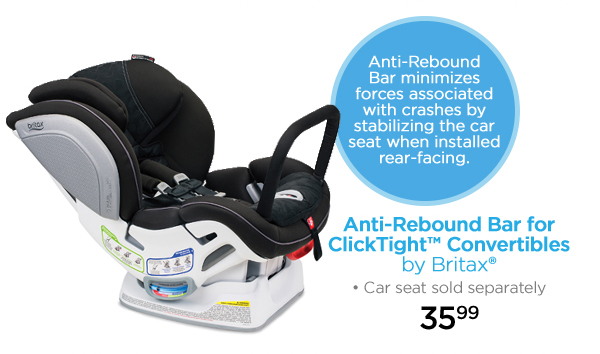 Anti-Rebound
Bar minimizes
forces associated
with crashes by
stabilizing the car
seat when installed
rear-facing.
britax
Anti-Rebound Bar for
ClickTight™ Convertibles
by Britax®
• Car seat sold separately
35⁹⁹